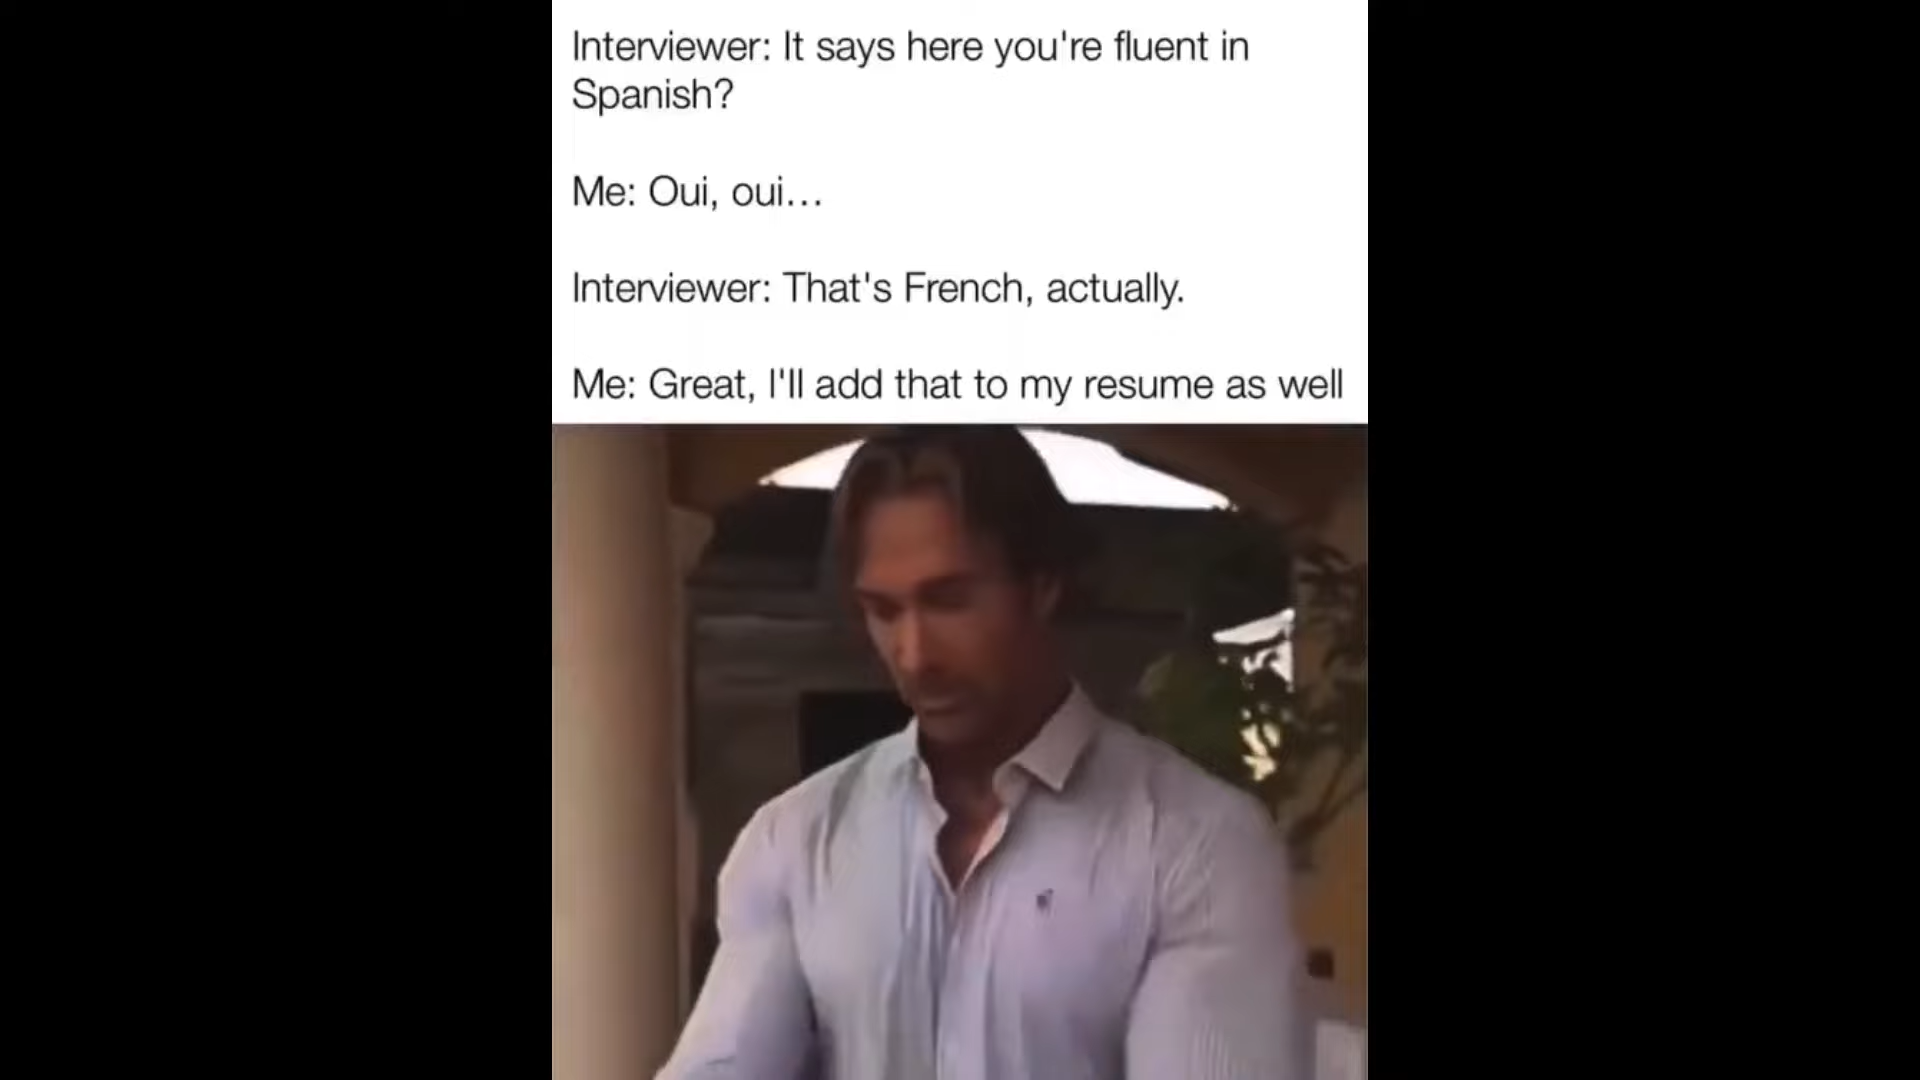 Interviewer: It says here you're fluent in
Spanish?
Me: Oui, oui...
Interviewer: That's French, actually.
Me: Great, I'll add that to my resume as well